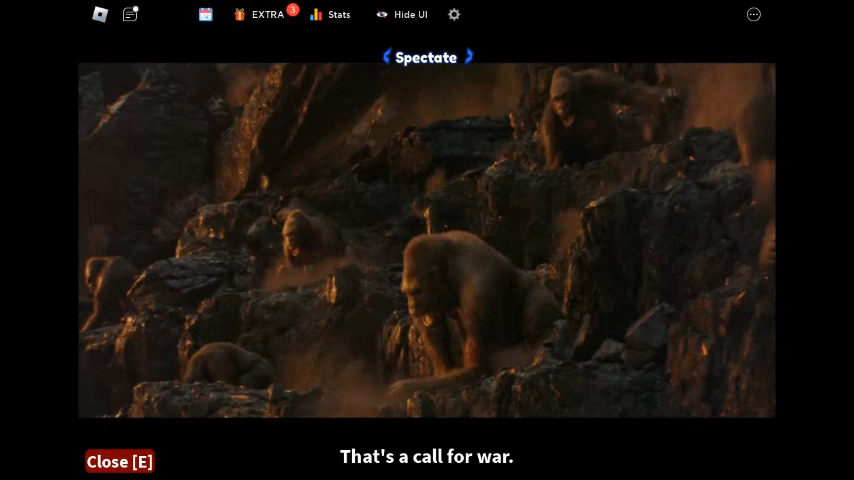 EXTRA 3 Stats Hide UI
Spectate
That's a call for war.
Close [E]